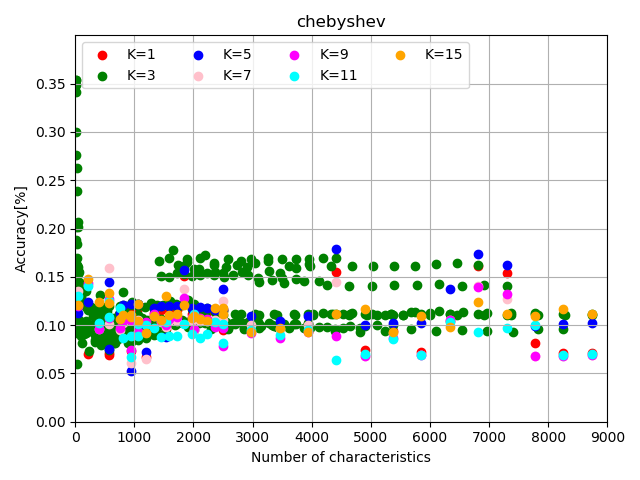 chebyshev
K=1 K=5 K=9 K=15
K=3 K=7 K=11
Accuracy[%]
0.35
0.30
0.25
0.20
0.15
0.10
0.05
0.00
0 1000 2000 3000 4000 5000 6000 7000 8000 9000
Number of characteristics